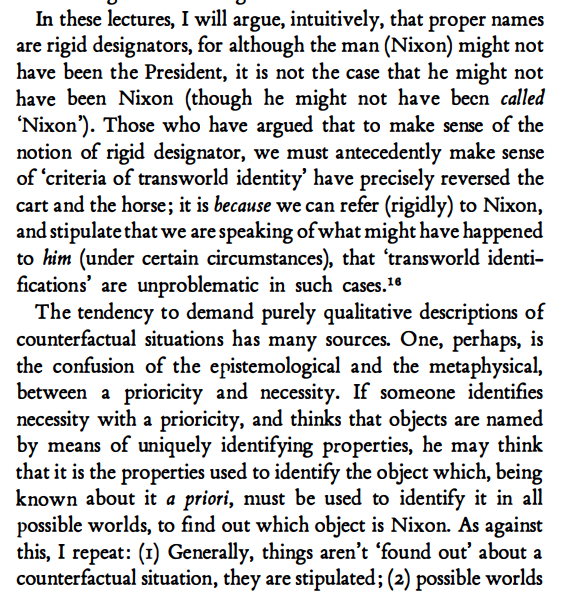 In these lectures, I will argue, intuitively, that proper names
are rigid designators, for although the man (Nixon) might not
have been the President, it is not the case that he might not
have been Nixon (though he might not have been called
‘Nixon’). Those who have argued that to make sense of the
notion of rigid designator, we must antecedently make sense
of ‘criteria of transworld identity’ have precisely reversed the
cart and the horse; it is because we can refer (rigidly) to Nixon,
and stipulate that we are speaking of what might have happened
to him (under certain circumstances), that ‘transworld identi-
fications’ are unproblematic in such cases.¹⁶
The tendency to demand purely qualitative descriptions of
counterfactual situations has many sources. One, perhaps, is
the confusion of the epistemological and the metaphysical,
between a prioricity and necessity. If someone identifies
necessity with a prioricity, and thinks that objects are named
by means of uniquely identifying properties, he may think
that it is the properties used to identify the object which, being
known about it a priori, must be used to identify it in all
possible worlds, to find out which object is Nixon. As against
this, I repeat: (1) Generally, things aren’t ‘found out’ about a
counterfactual situation, they are stipulated; (2) possible worlds